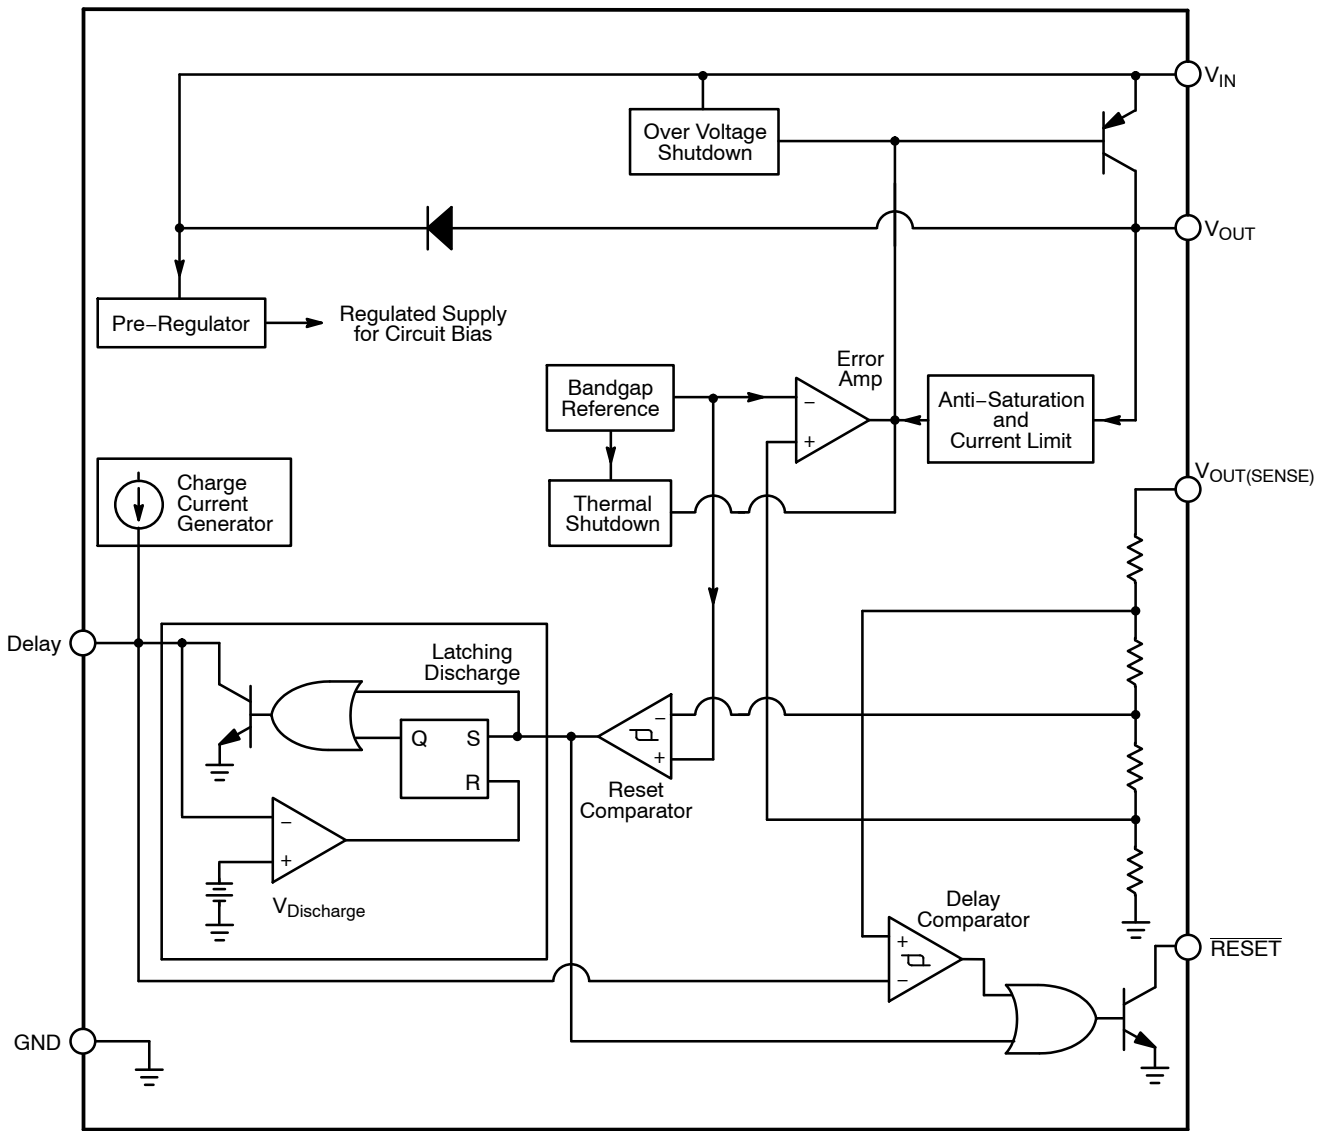 VIN
Over Voltage
Shutdown
VOUT
Pre−Regulator
Regulated Supply
for Circuit Bias
Error
Amp
Bandgap
Reference
−
+
Anti−Saturation
and
Current Limit
VOUT(SENSE)
Charge
Current
Generator
Thermal
Shutdown
Delay
Latching
Discharge
Q
S
R
−
+
Reset
Comparator
−
+
VDischarge
Delay
Comparator
+
−
RESET
GND